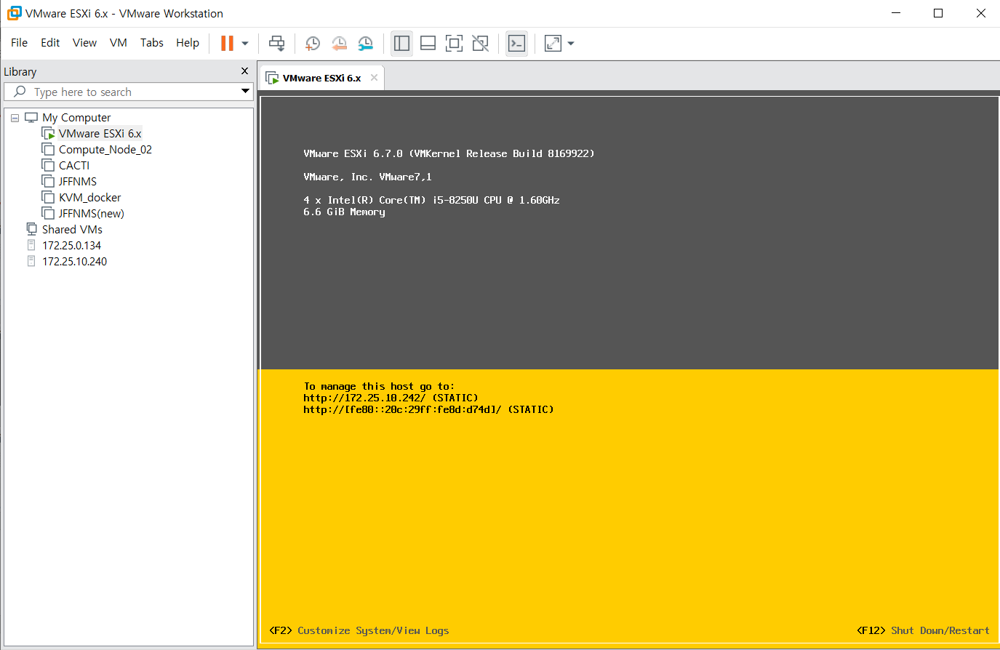 VMware ESXi 6.x - VMware Workstation
File Edit View VM Tabs Help
Library
Type here to search
My Computer
VMware ESXi 6.x
Compute_Node_02
CACTI
JFFNMS
KVM_docker
JFFNMS(new)
Shared VMs
172.25.0.134
172.25.10.240
VMware ESXi 6.x
VMware ESXi 6.7.0 (VMKernel Release Build 8169922)
VMware, Inc. VMware7,1
4 x Intel(R) Core(TM) i5-8250U CPU @ 1.60GHz
6.6 GiB Memory
To manage this host go to:
http://172.25.10.242/ (STATIC)
http://[fe80::20c:29ff:fe8d:d74d]/ (STATIC)
<F2> Customize System/View Logs
<F12> Shut Down/Restart